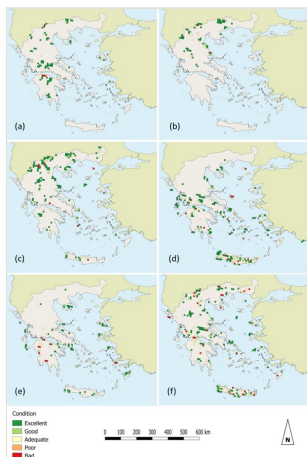 (a)
(b)
(c)
(d)
(e)
(f)
Condition
Excellent
Good
Adequate
Poor
Bad
0 100 200 300 400 500 600 km
N